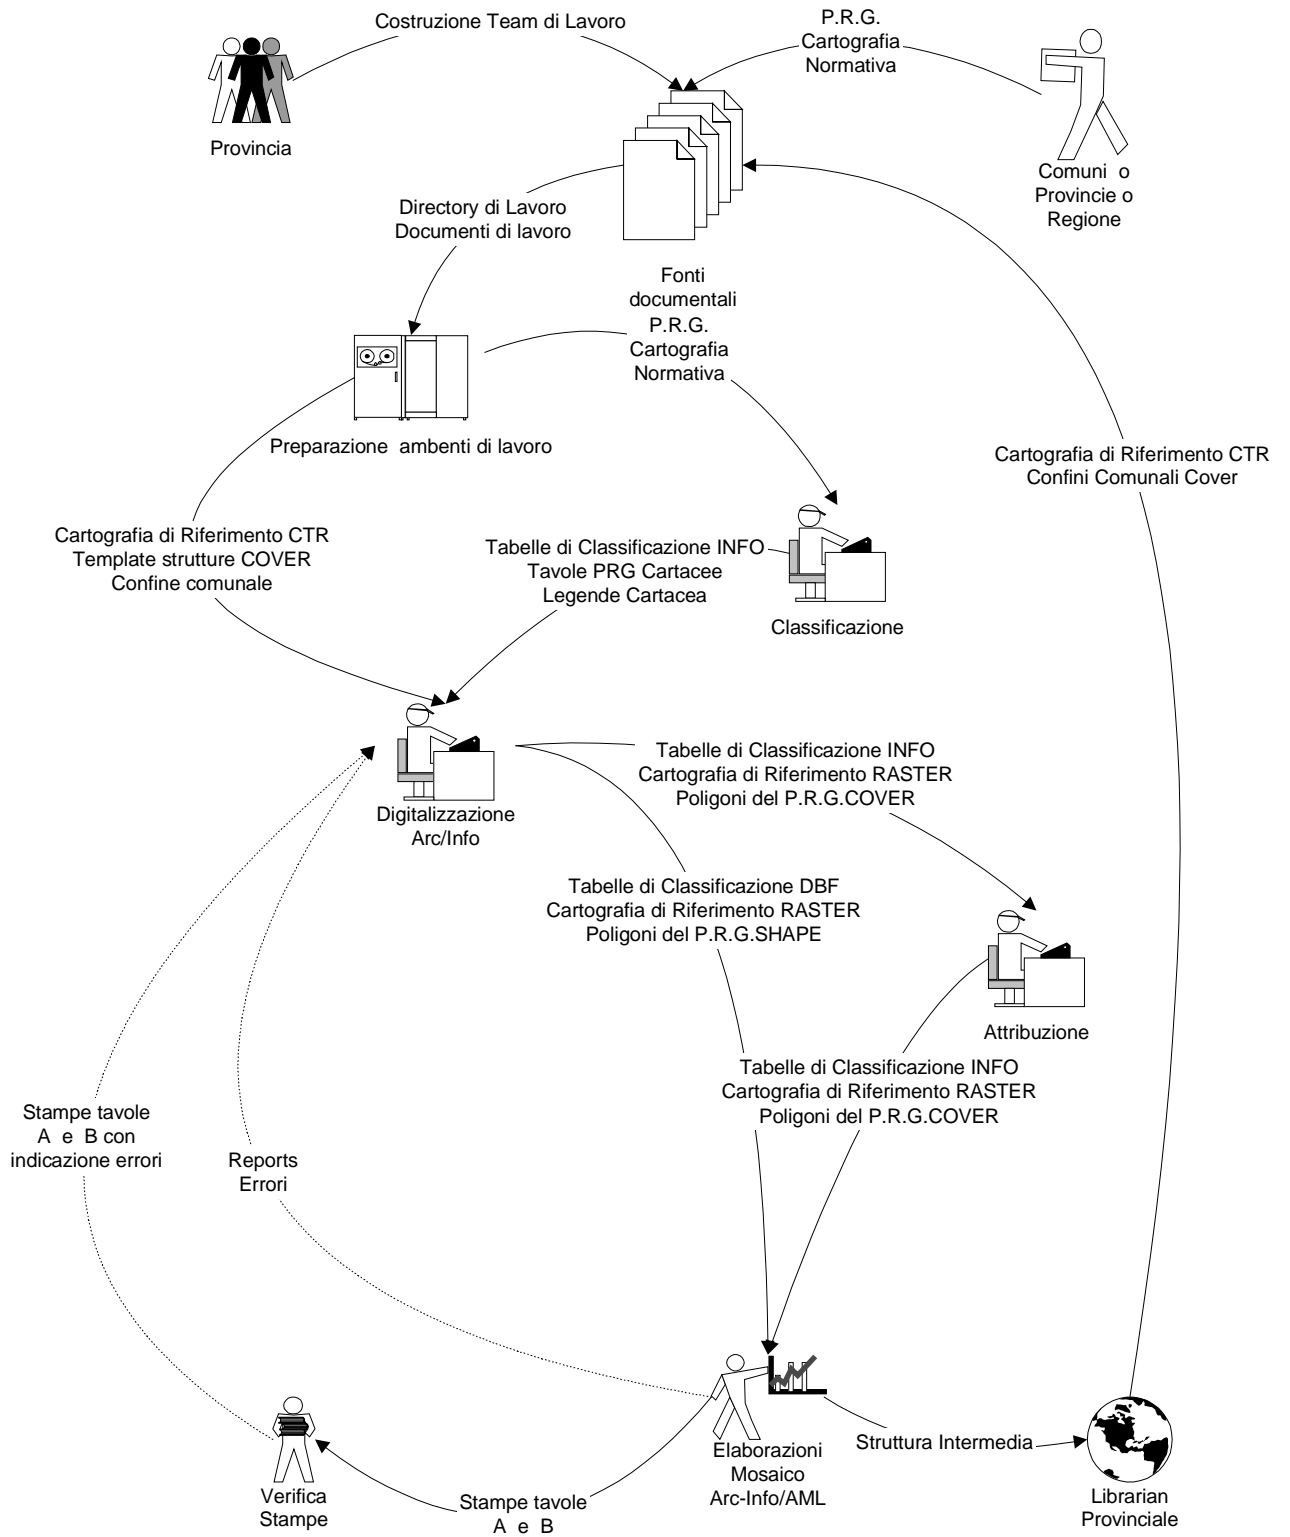 Costruzione Team di Lavoro
P.R.G.
Cartografia
Normativa
Provincia
Comuni o
Provincie o
Regione
Directory di Lavoro
Documenti di lavoro
Fonti
documentali
P.R.G.
Cartografia
Normativa
Preparazione ambenti di lavoro
Cartografia di Riferimento CTR
Confini Comunali Cover
Cartografia di Riferimento CTR
Template strutture COVER
Confine comunale
Tabelle di Classificazione INFO
Tavole PRG Cartacee
Legende Cartacea
Classificazione
Digitalizzazione
Arc/Info
Tabelle di Classificazione INFO
Cartografia di Riferimento RASTER
Poligoni del P.R.G.COVER
Tabelle di Classificazione DBF
Cartografia di Riferimento RASTER
Poligoni del P.R.G.SHAPE
Attribuzione
Tabelle di Classificazione INFO
Cartografia di Riferimento RASTER
Poligoni del P.R.G.COVER
Stampe tavole
A e B con
indicazione errori
Reports
Errori
Elaborazioni
Mosaico
Arc-Info/AML
Struttura Intermedia
Librarian
Provinciale
Verifica
Stampe
Stampe tavole
A e B